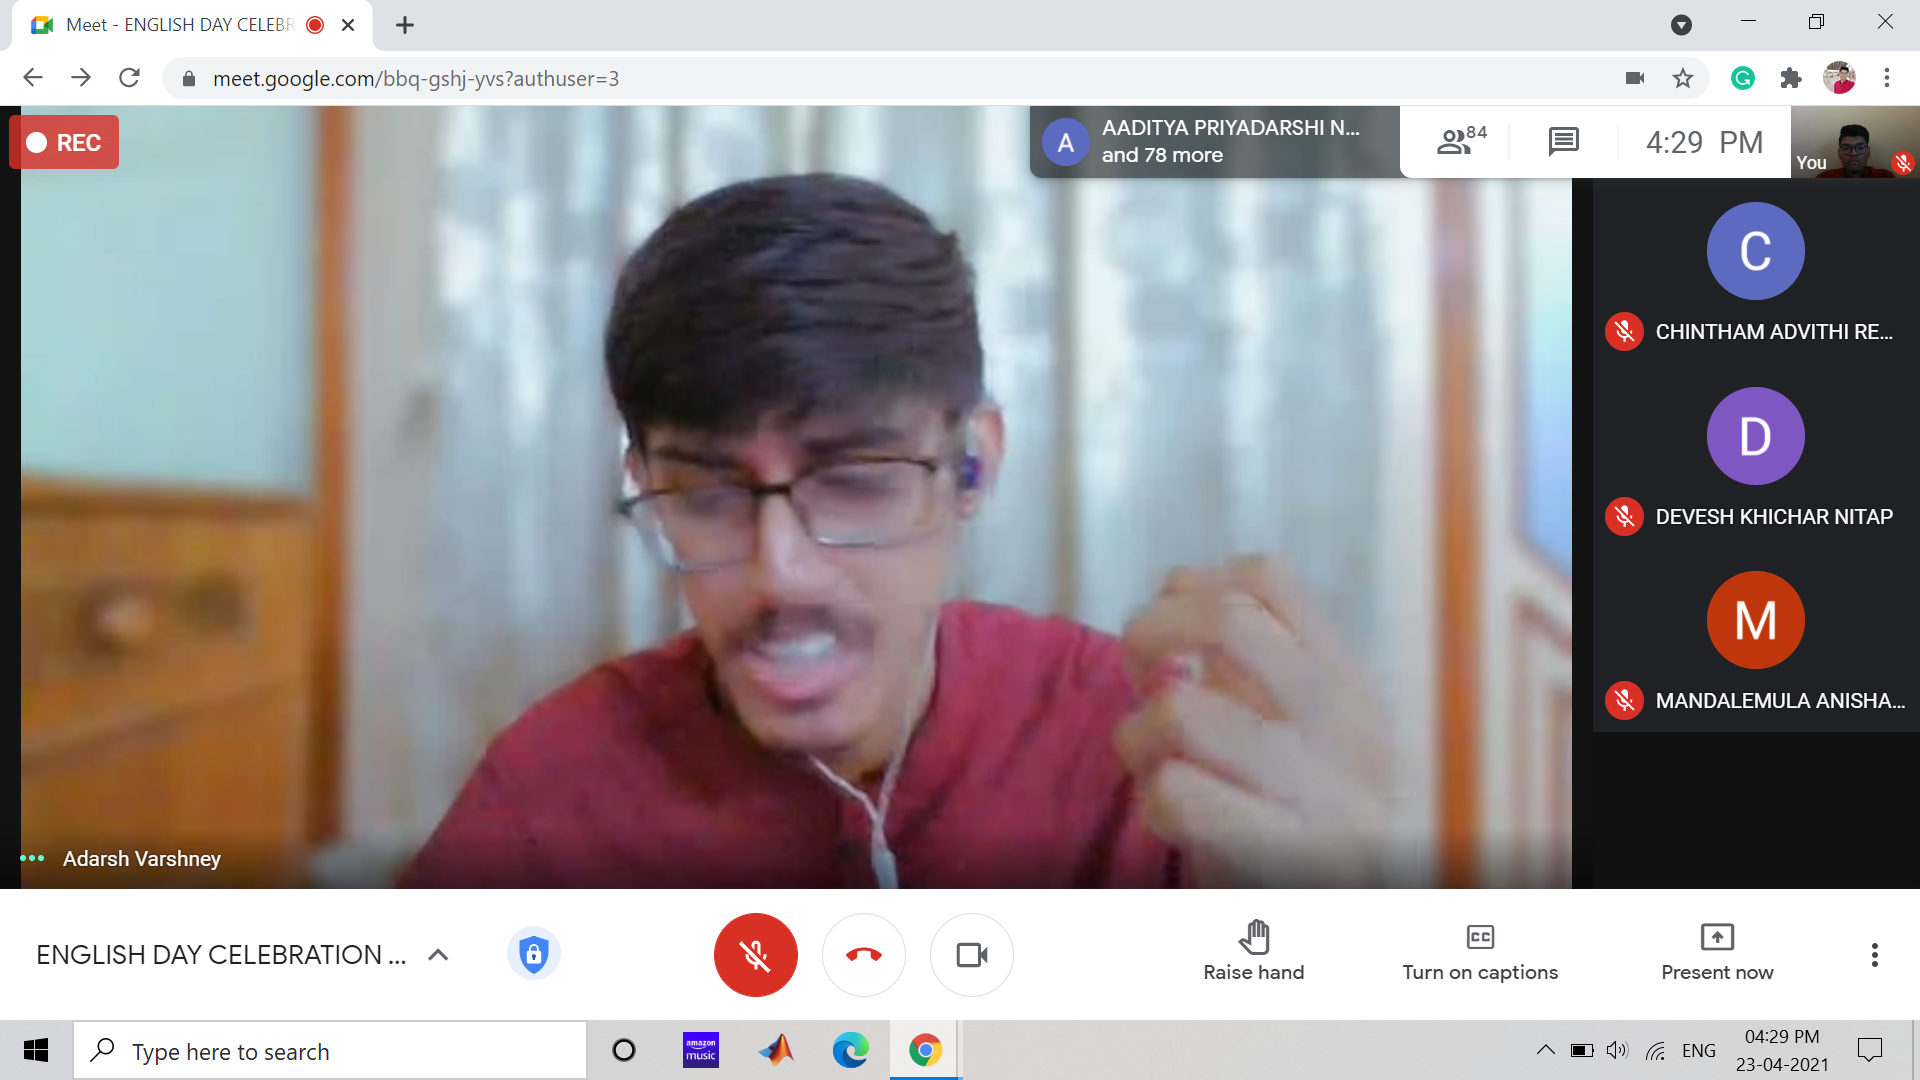 Meet - ENGLISH DAY CELEBR
meet.google.com/bbq-gshj-yvs?authuser=3
REC
A
AADITYA PRIYADARSHI N...
and 78 more
84
4:29 PM
You
C
CHINTHAM ADVITHI RE...
D
DEVESH KHICHAR NITAP
M
MANDALEMULA ANISHA...
Adarsh Varshney
ENGLISH DAY CELEBRATION ...
Raise hand
CC
Turn on captions
Present now
Type here to search
amazon
music
ENG
04:29 PM
23-04-2021